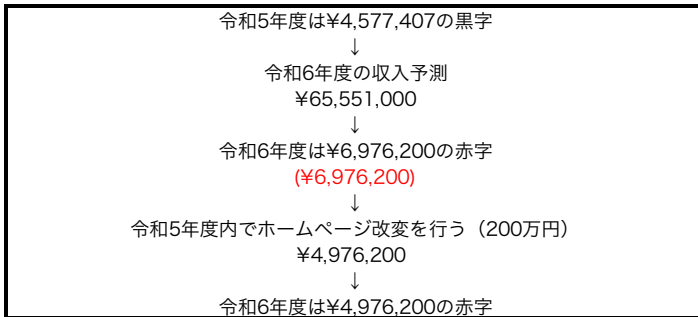 令和5年度は¥4,577,407の黒字
↓
令和6年度の収入予測
¥65,551,000
↓
令和6年度は¥6,976,200の赤字
(¥6,976,200)
↓
令和5年度内でホームページ改変を行う（200万円）
¥4,976,200
↓
令和6年度は¥4,976,200の赤字